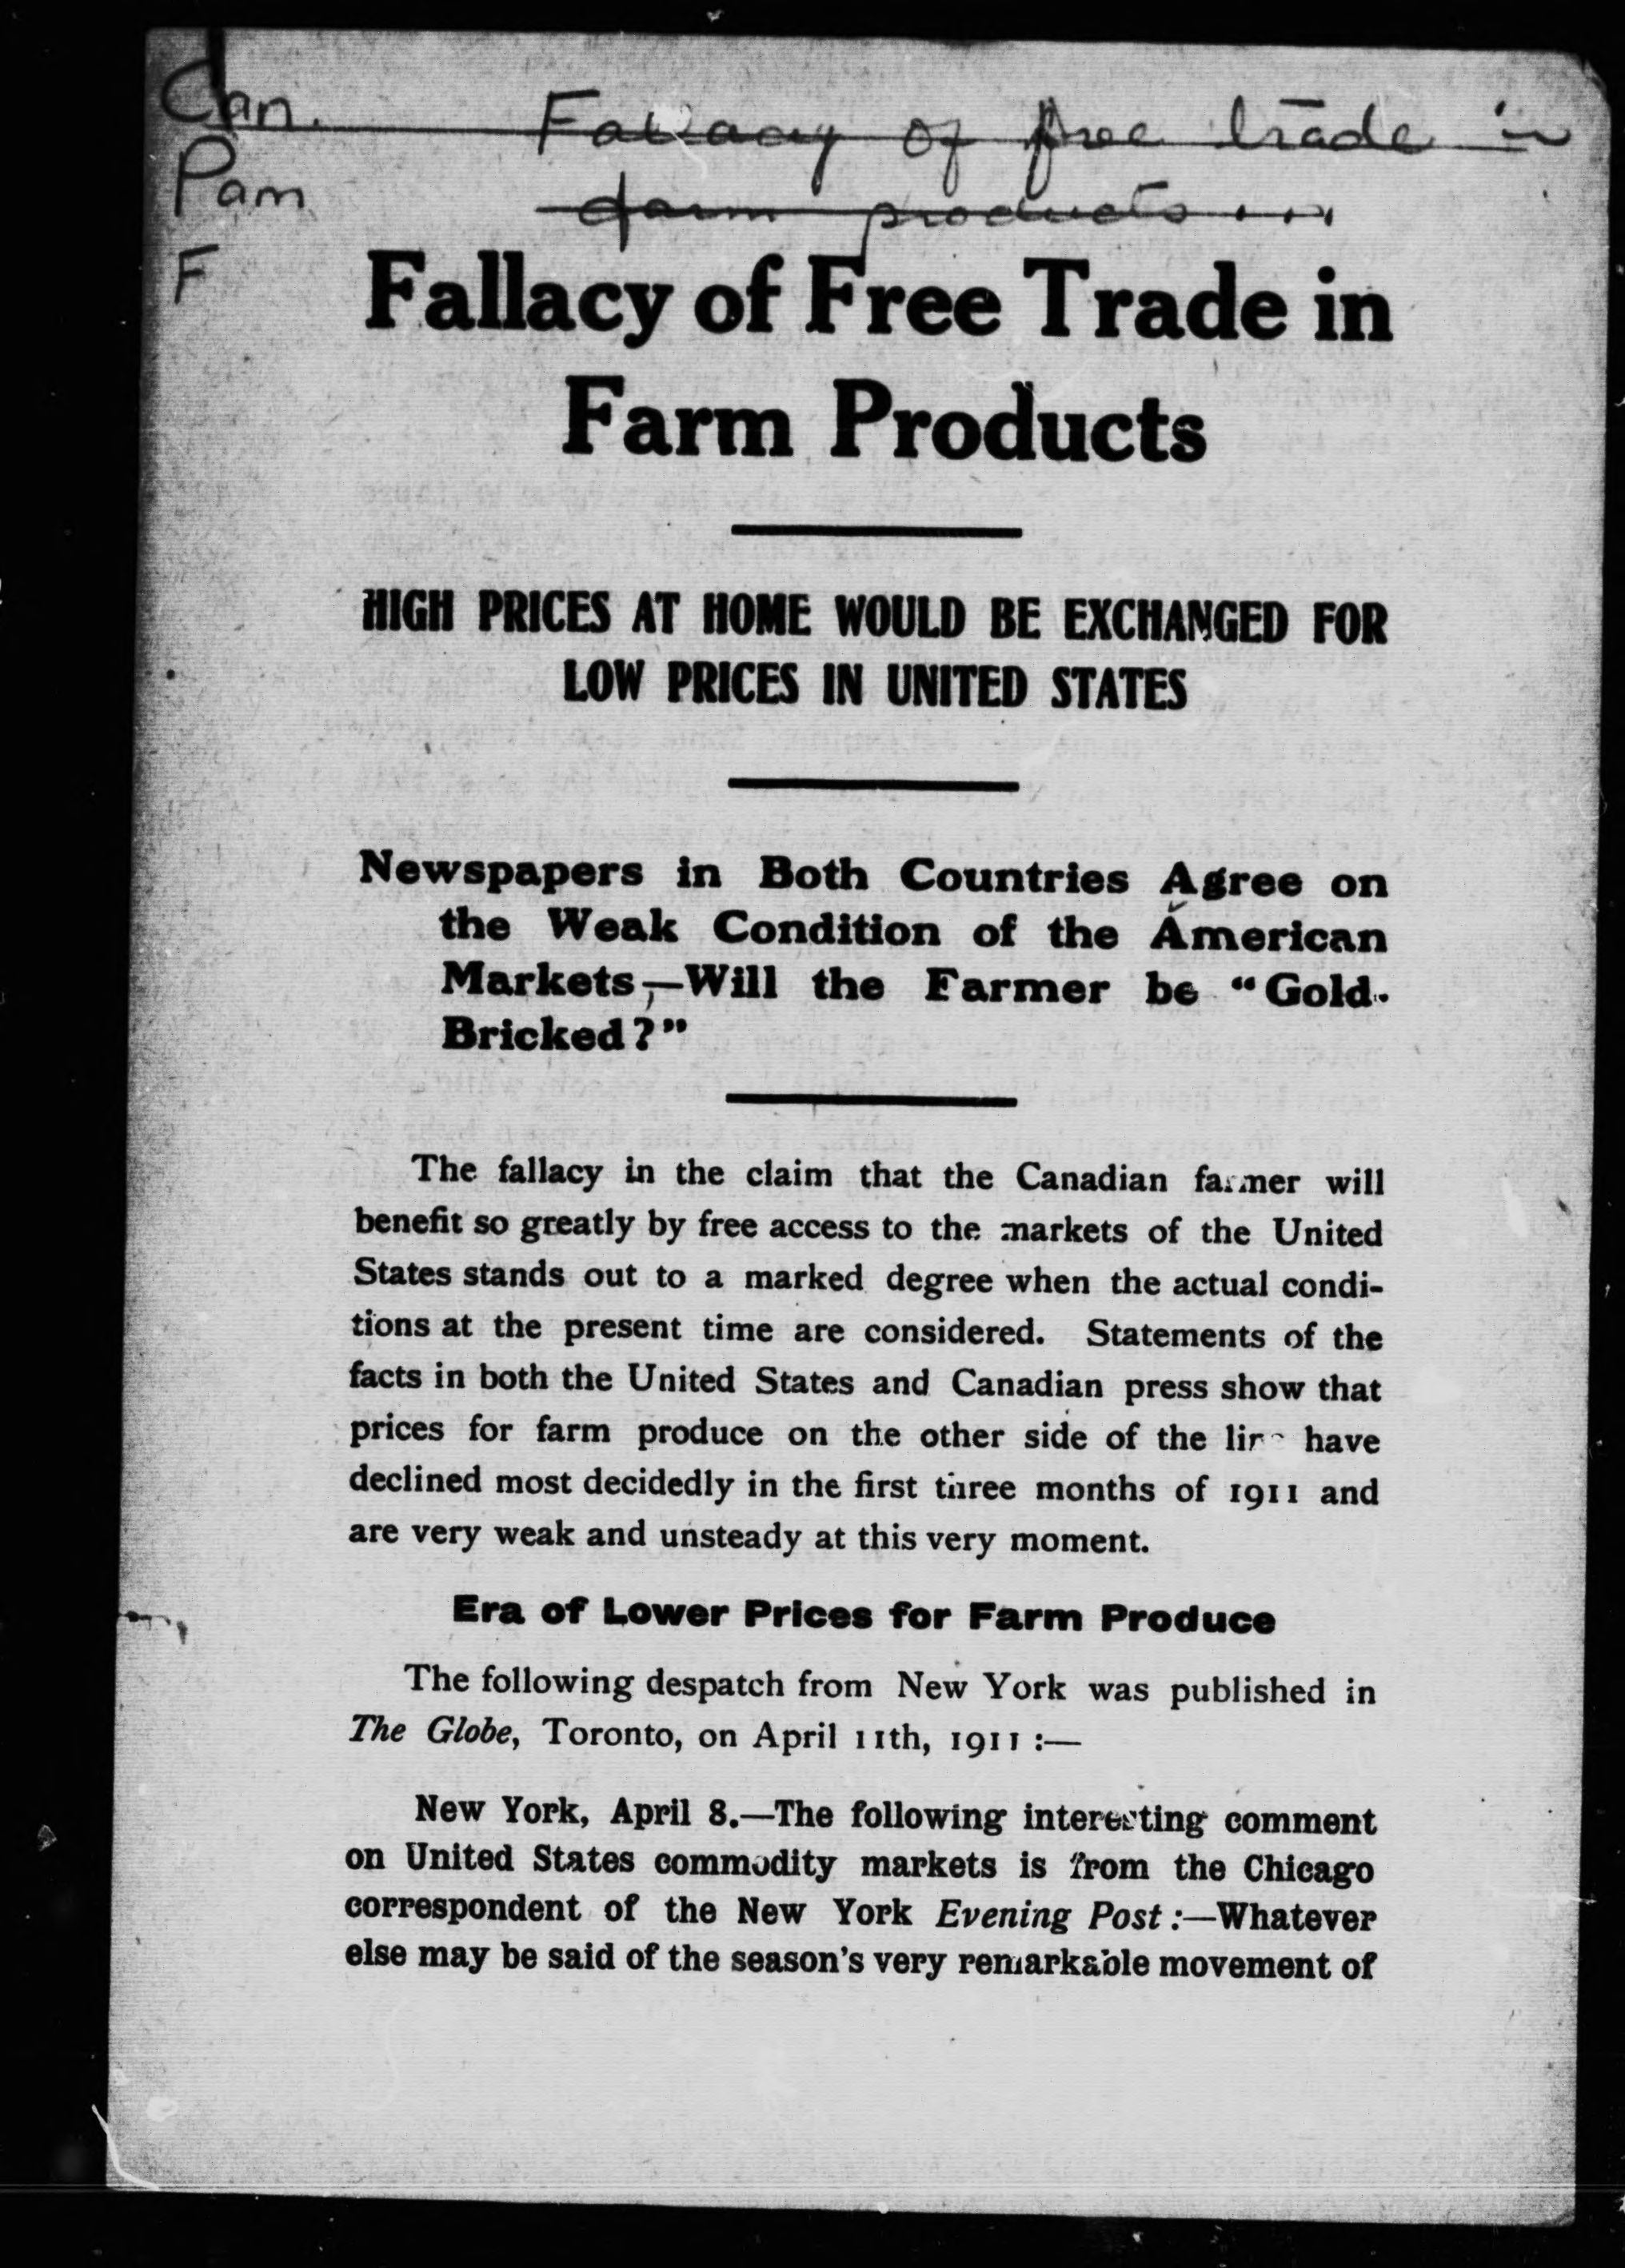 Can. Fallacy of free trade in
Pam farm products ...
F
Fallacy of Free Trade in
Farm Products
HIGH PRICES AT HOME WOULD BE EXCHANGED FOR
LOW PRICES IN UNITED STATES
Newspapers in Both Countries Agree on
the Weak Condition of the American
Markets,—Will the Farmer be “Gold-
Bricked?”
The fallacy in the claim that the Canadian farmer will
benefit so greatly by free access to the markets of the United
States stands out to a marked degree when the actual condi-
tions at the present time are considered. Statements of the
facts in both the United States and Canadian press show that
prices for farm produce on the other side of the line have
declined most decidedly in the first three months of 1911 and
are very weak and unsteady at this very moment.
Era of Lower Prices for Farm Produce
The following despatch from New York was published in
The Globe, Toronto, on April 11th, 1911 :—
New York, April 8.—The following interesting comment
on United States commodity markets is from the Chicago
correspondent of the New York Evening Post :—Whatever
else may be said of the season’s very remarkable movement of